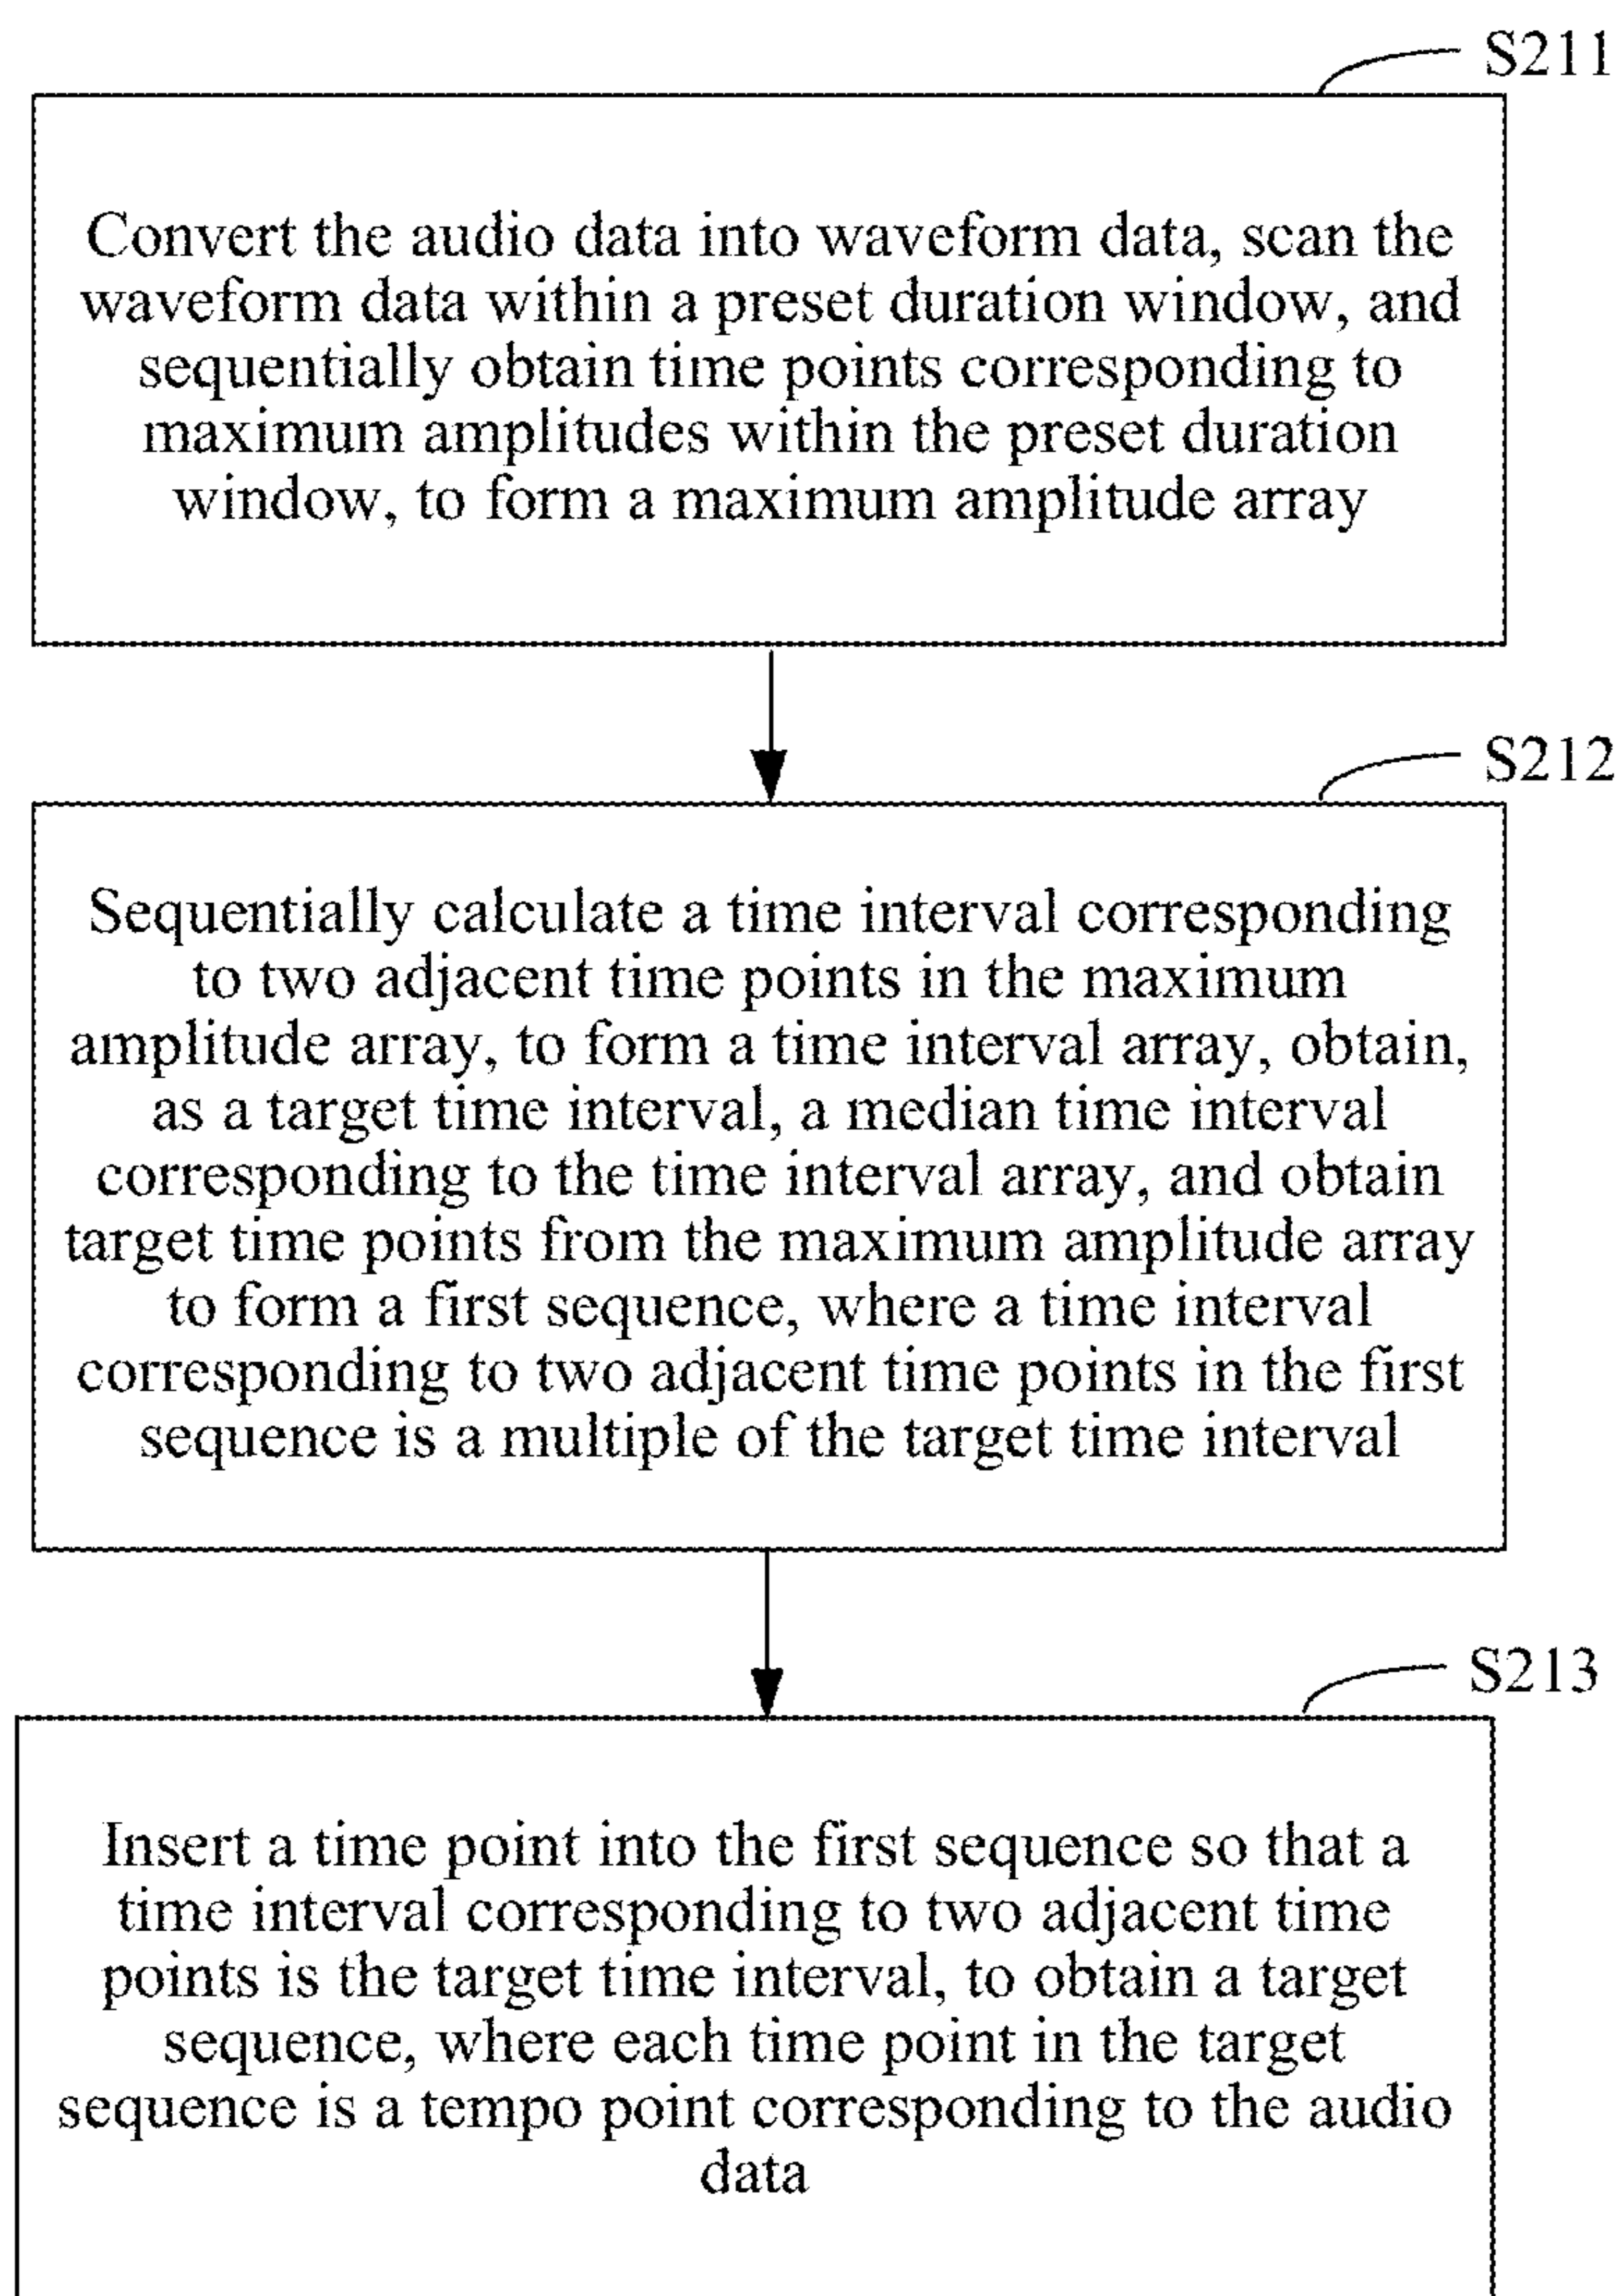 S211
Convert the audio data into waveform data, scan the
waveform data within a preset duration window, and
sequentially obtain time points corresponding to
maximum amplitudes within the preset duration
window, to form a maximum amplitude array
S212
Sequentially calculate a time interval corresponding
to two adjacent time points in the maximum
amplitude array, to form a time interval array, obtain,
as a target time interval, a median time interval
corresponding to the time interval array, and obtain
target time points from the maximum amplitude array
to form a first sequence, where a time interval
corresponding to two adjacent time points in the first
sequence is a multiple of the target time interval
S213
Insert a time point into the first sequence so that a
time interval corresponding to two adjacent time
points is the target time interval, to obtain a target
sequence, where each time point in the target
sequence is a tempo point corresponding to the audio
data